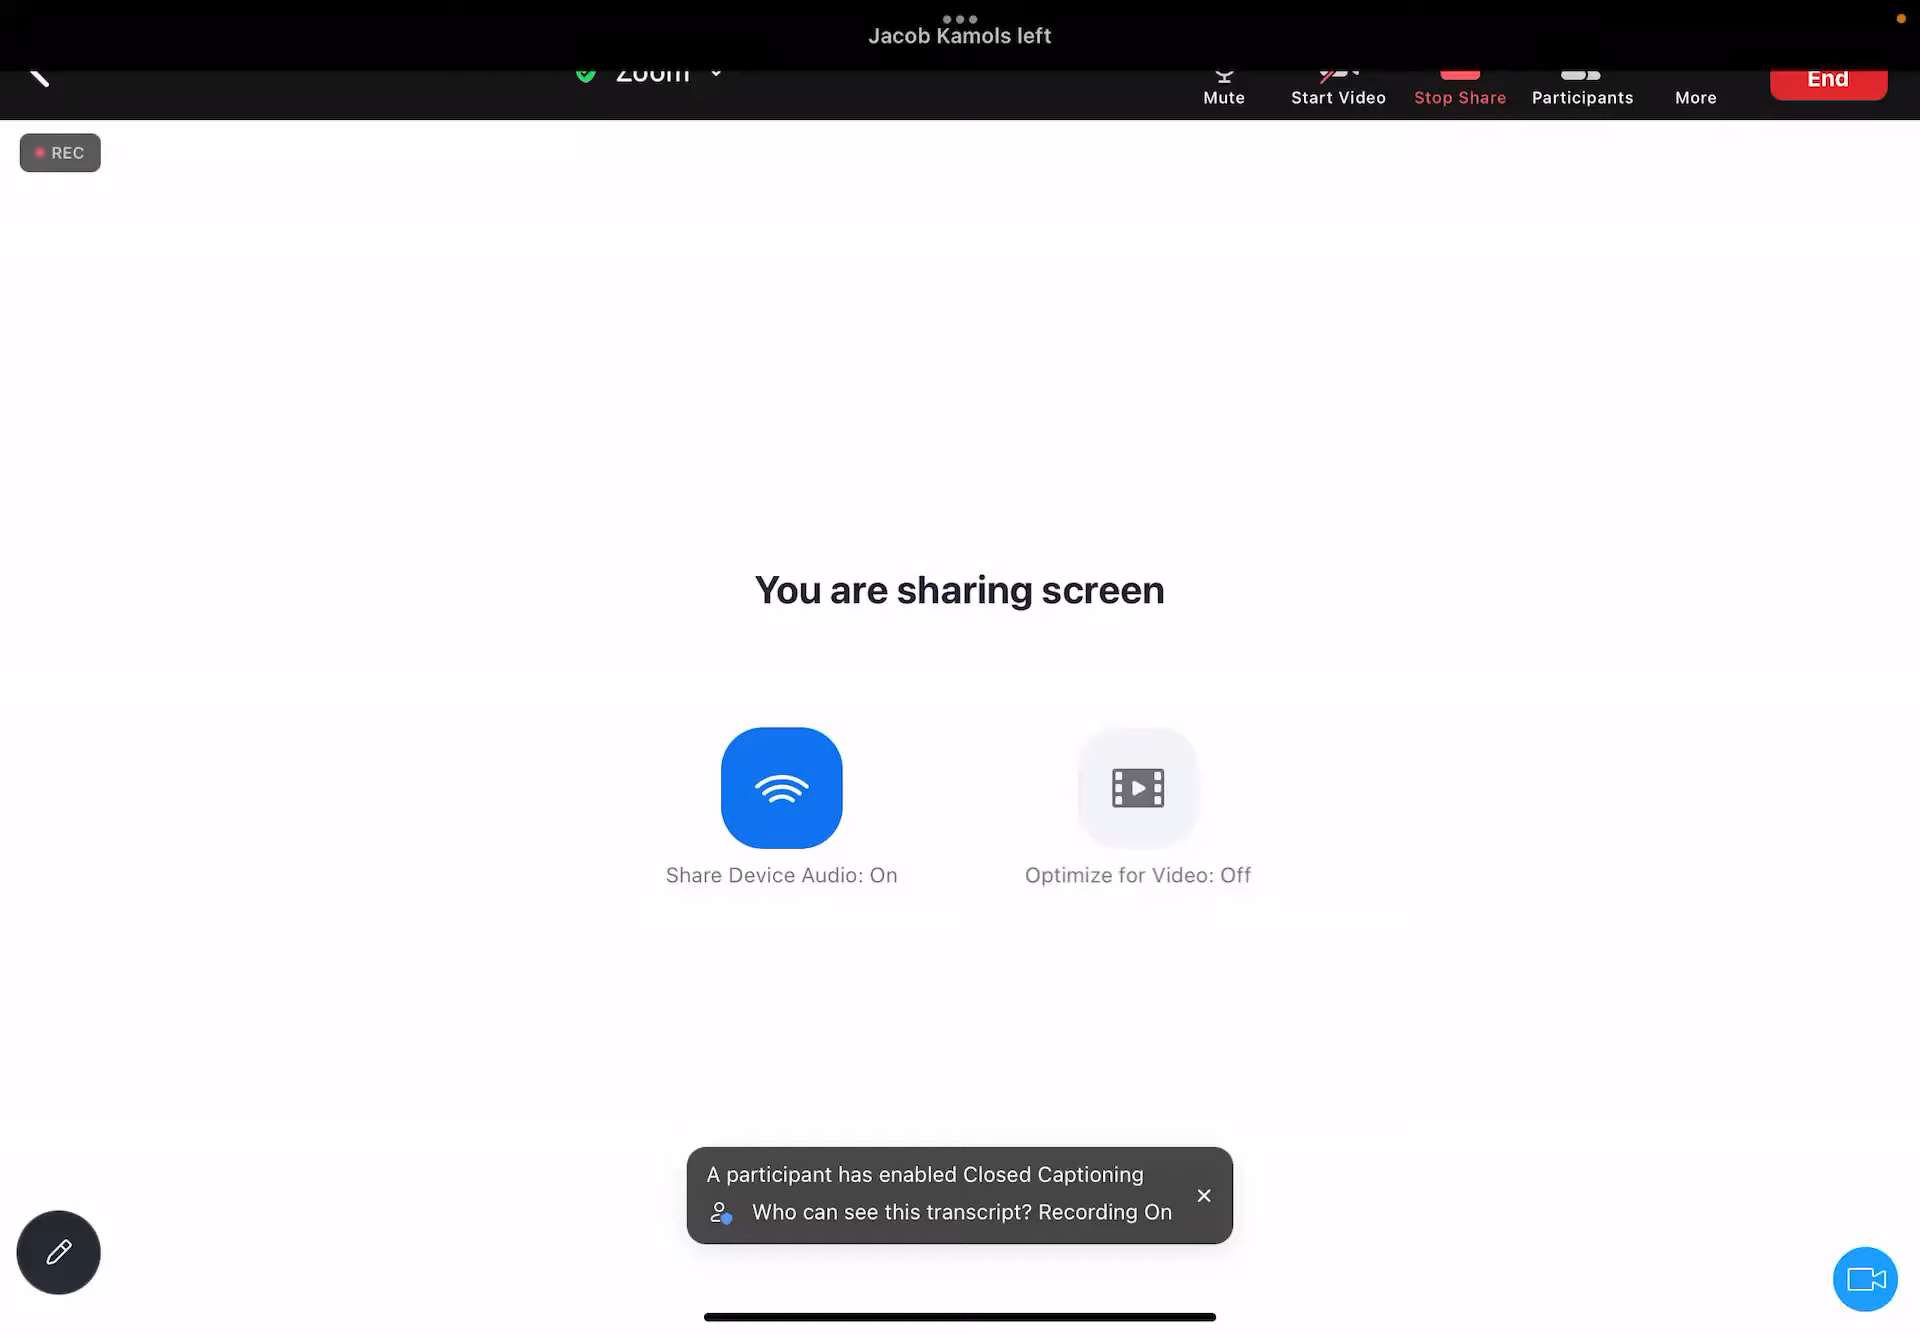 Jacob Kamols left
Zoom
Mute
Start Video
Stop Share
Participants
More
End
REC
You are sharing screen
Share Device Audio: On
Optimize for Video: Off
A participant has enabled Closed Captioning
Who can see this transcript? Recording On